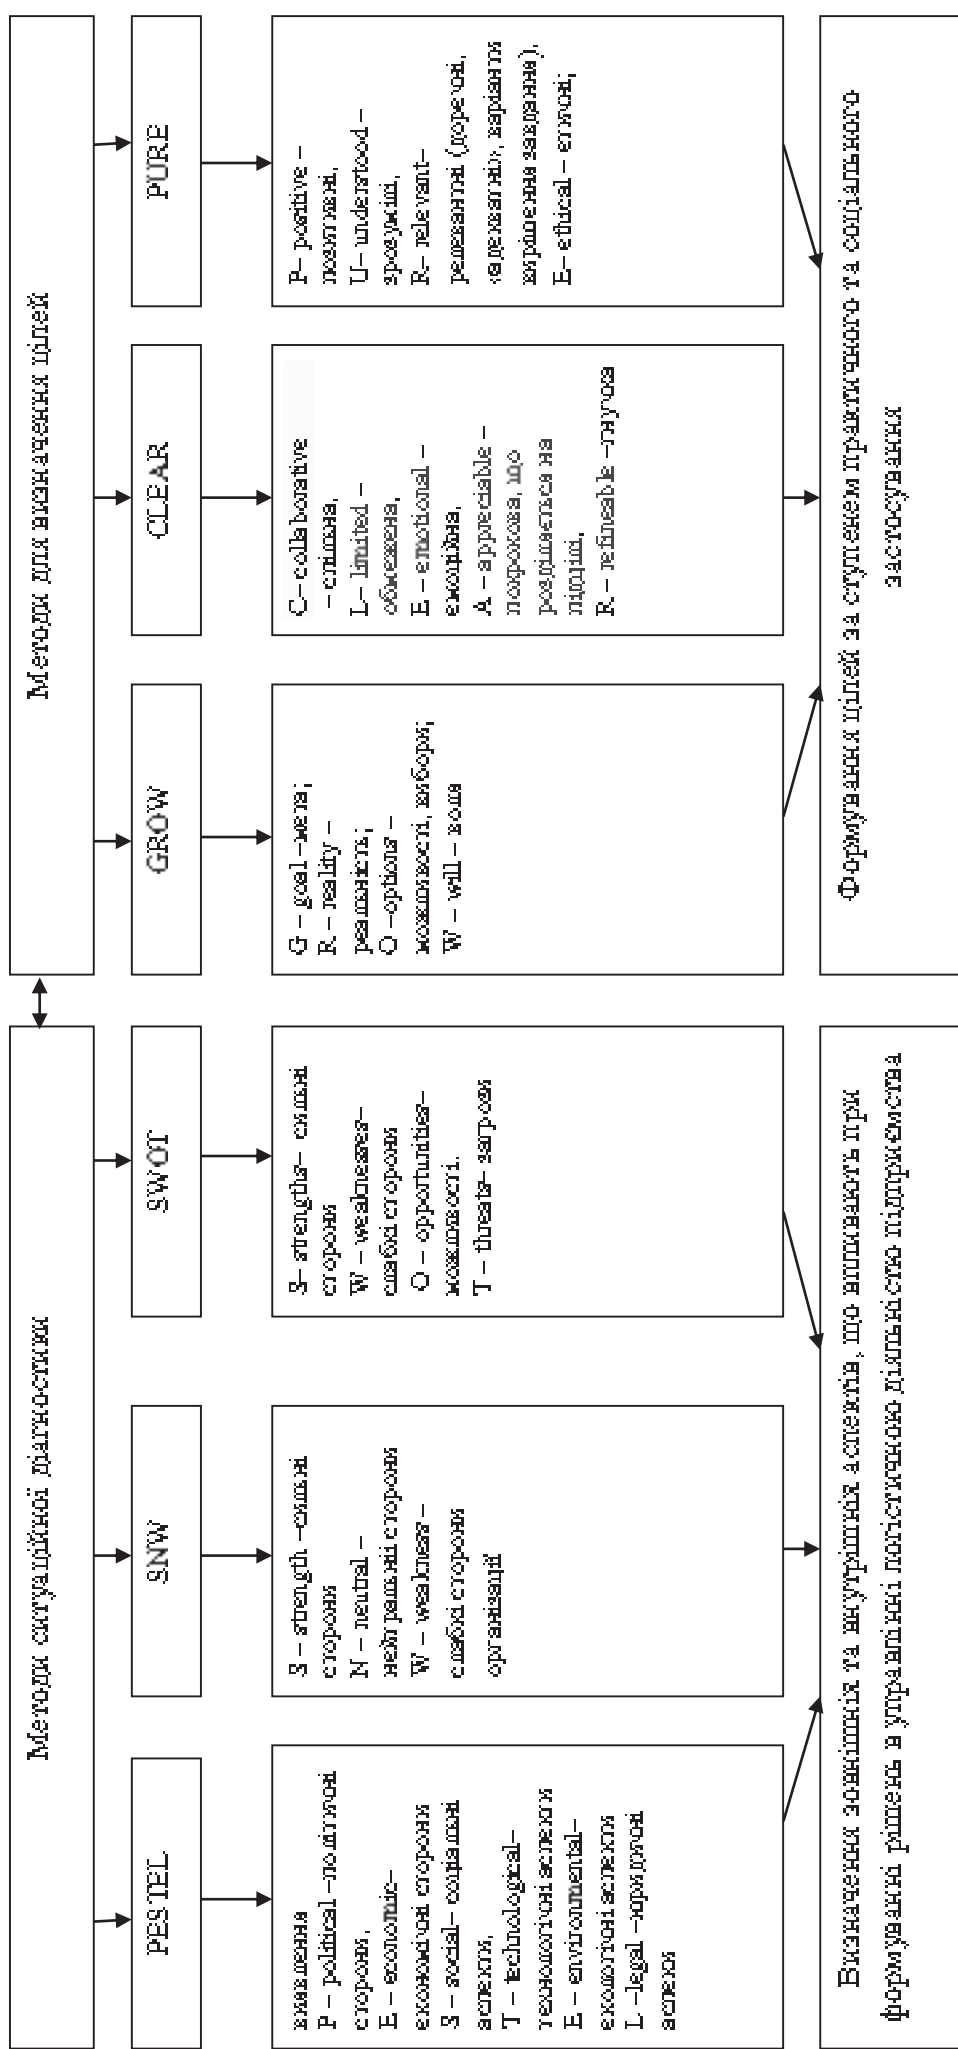 Методи ситуаційної діагностики
PESTEL
SNW
SWOT
визначення
P – political –політичні
сторони,
E – economic–
економічні сторони
S – social– соціальні
аспекти,
T – technological–
технологічні аспекти
E – environmental–
екологічні аспекти
L –legal –юридичні
аспекти
S – strength –сильні
сторони
N – neutral –
нейтральні сторони
W – weakness –
слабкі сторони
організації
S – strengths– сильні
сторони
W – weaknesses–
слабкі сторони
O – opportunities–
можливості.
T – threats– загрози
Виявлення зовнішніх та внутрішніх аспектів, що впливають при
формуванні рішень в управлінні логістичною діяльністю підприємства
Методи для визначення цілей
GROW
CLEAR
PURE
G – goal –мета;
R – reality –
реальність;
O –options –
можливості, вибори;
W – will – воля
C–collaborative
– спільна,
L– limited –
обмежена,
E – emotional –
емоційна,
A – appreciable –
що
розділяється на
підцілі,
R – refineable –гнучка
P– positive –
позитивні,
U– understood –
зрозумілі,
R– relevant–
релевантні (доречні,
«адекватні», варіанти
вирішення завдання),
E– ethical – етичні;
Формування цілей за ступенем граничного та соціального
застосування